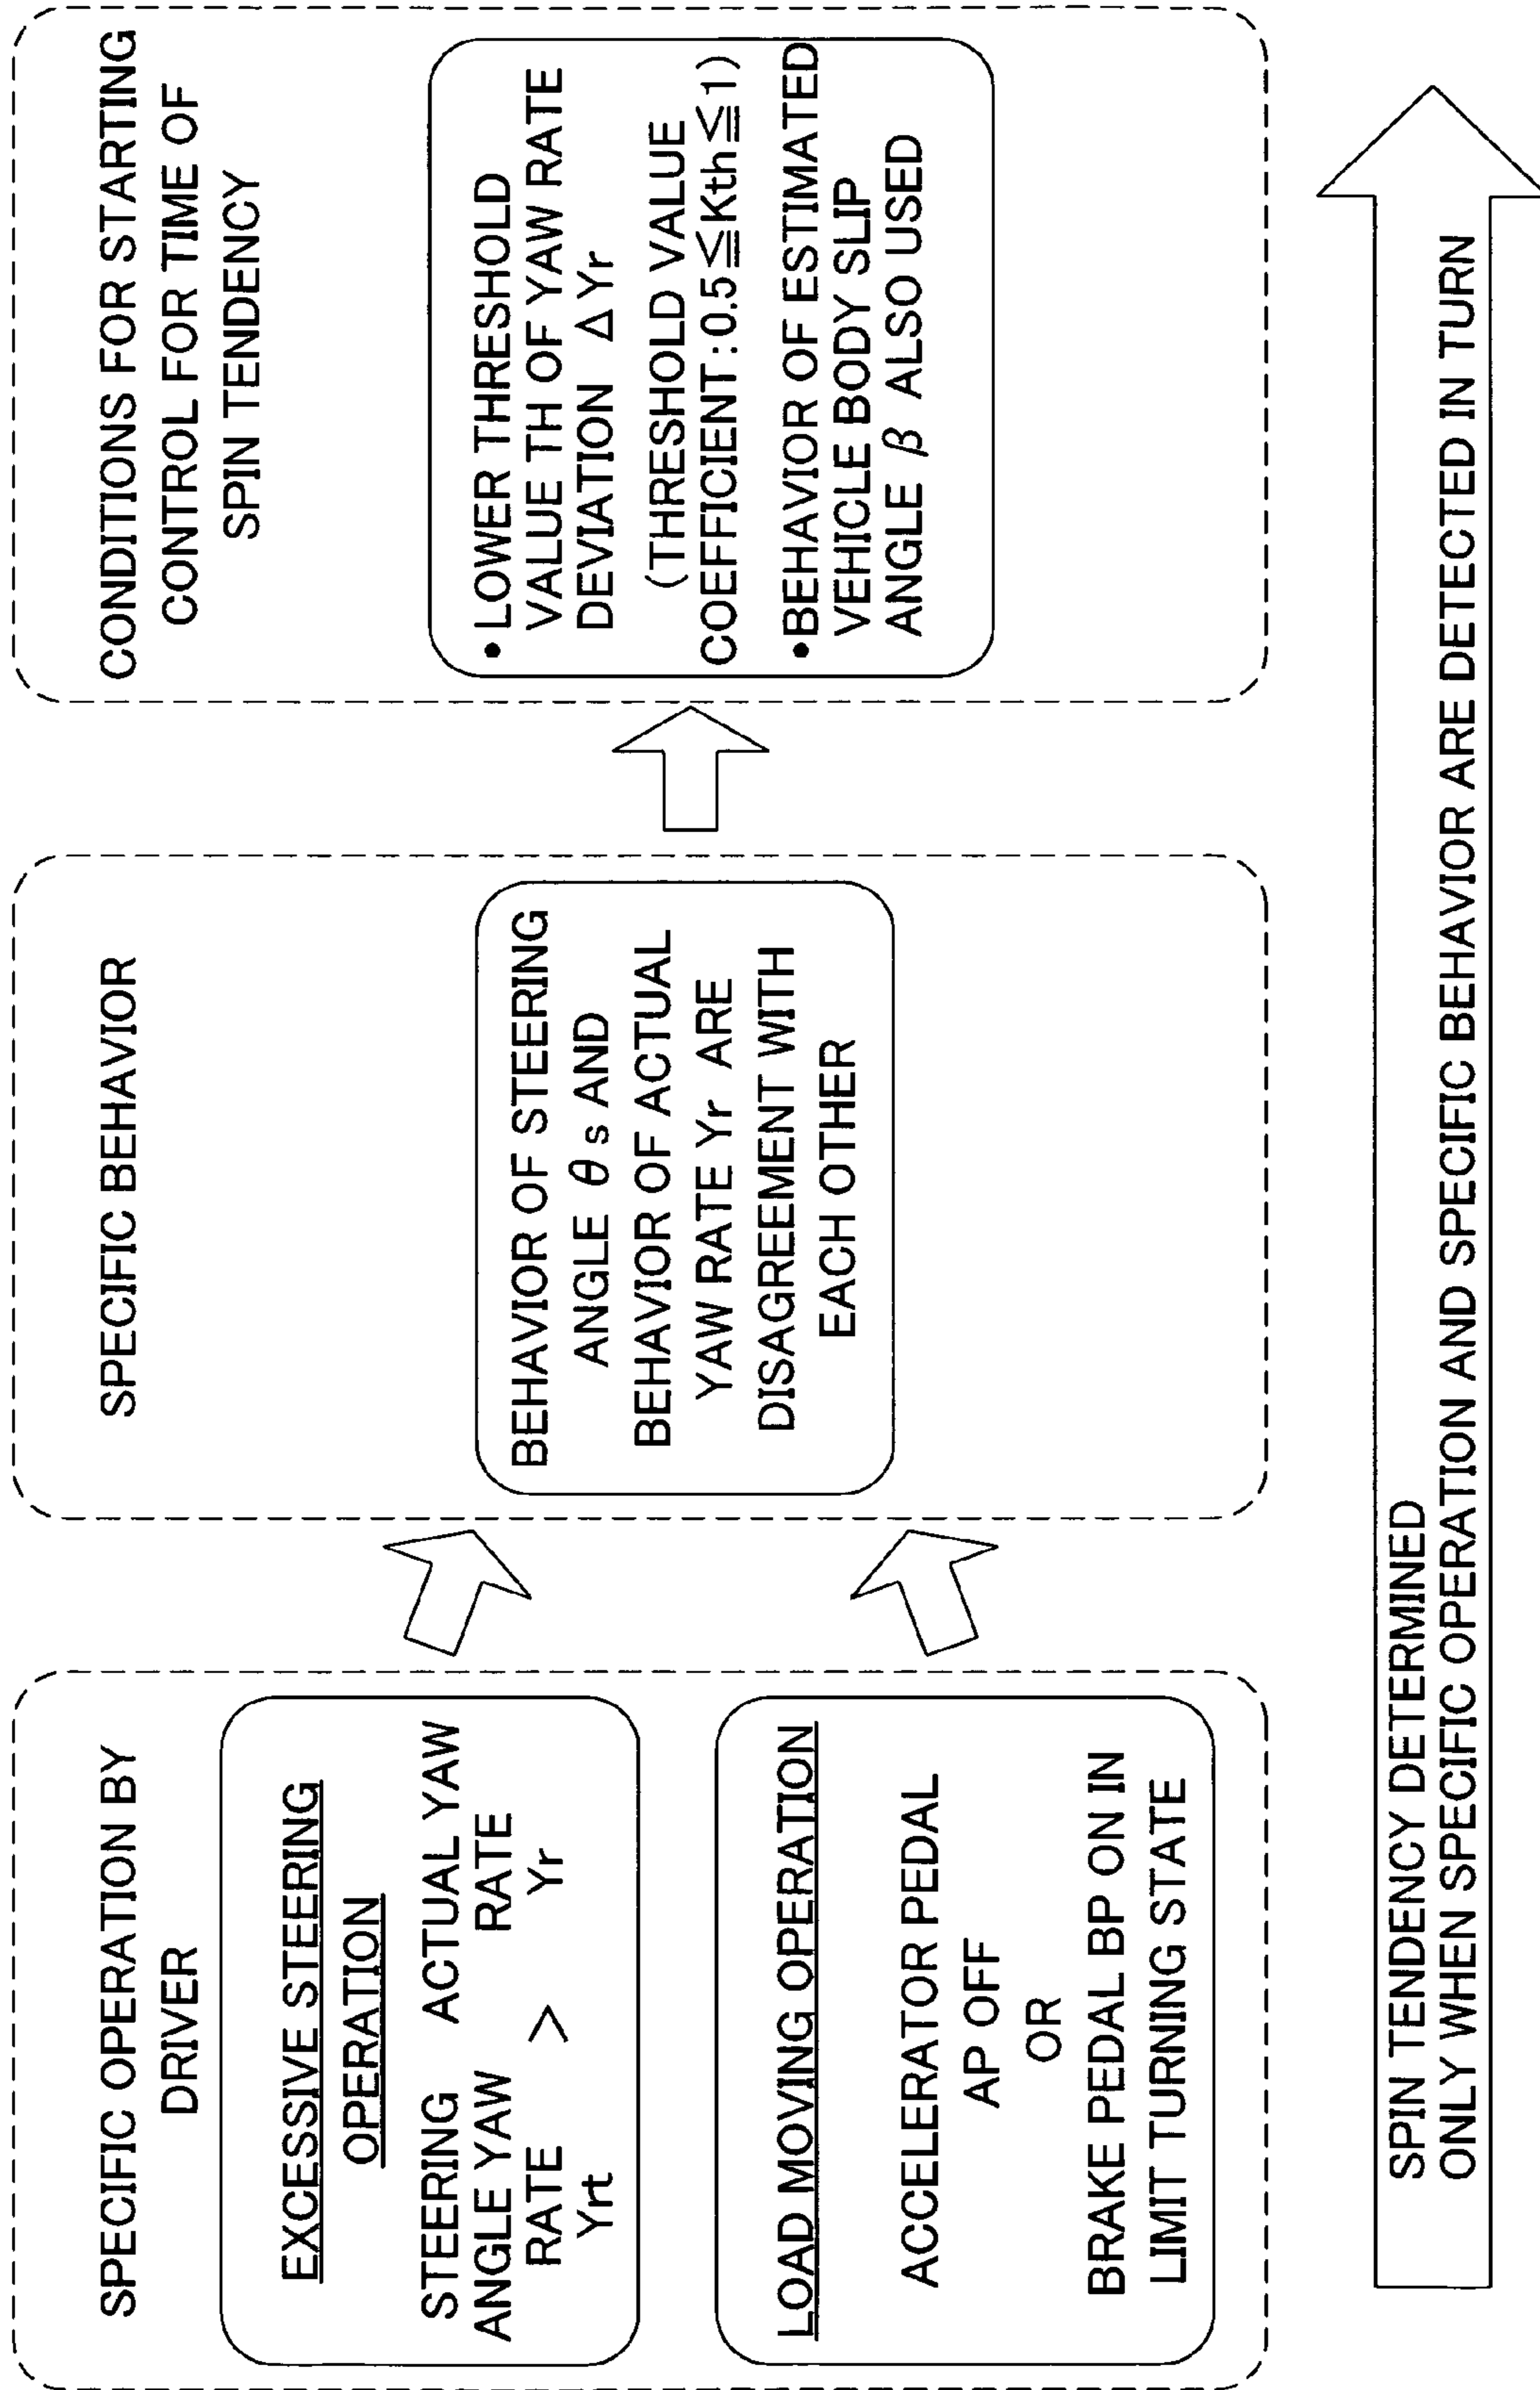 SPECIFIC OPERATION BY
DRIVER
EXCESSIVE STEERING
OPERATION
STEERING ACTUAL YAW
ANGLE YAW RATE
RATE > Yr
Yrt
LOAD MOVING OPERATION
ACCELERATOR PEDAL
AP OFF
OR
BRAKE PEDAL BP ON IN
LIMIT TURNING STATE
SPECIFIC BEHAVIOR
BEHAVIOR OF STEERING
ANGLE θs AND
BEHAVIOR OF ACTUAL
YAW RATE Yr ARE
DISAGREEMENT WITH
EACH OTHER
CONDITIONS FOR STARTING
CONTROL FOR TIME OF
SPIN TENDENCY
• LOWER THRESHOLD
VALUE TH OF YAW RATE
DEVIATION △Yr
(THRESHOLD VALUE
COEFFICIENT:0.5≦Kth≦1)
• BEHAVIOR OF ESTIMATED
VEHICLE BODY SLIP
ANGLE β ALSO USED
SPIN TENDENCY DETERMINED
ONLY WHEN SPECIFIC OPERATION AND SPECIFIC BEHAVIOR ARE DETECTED IN TURN